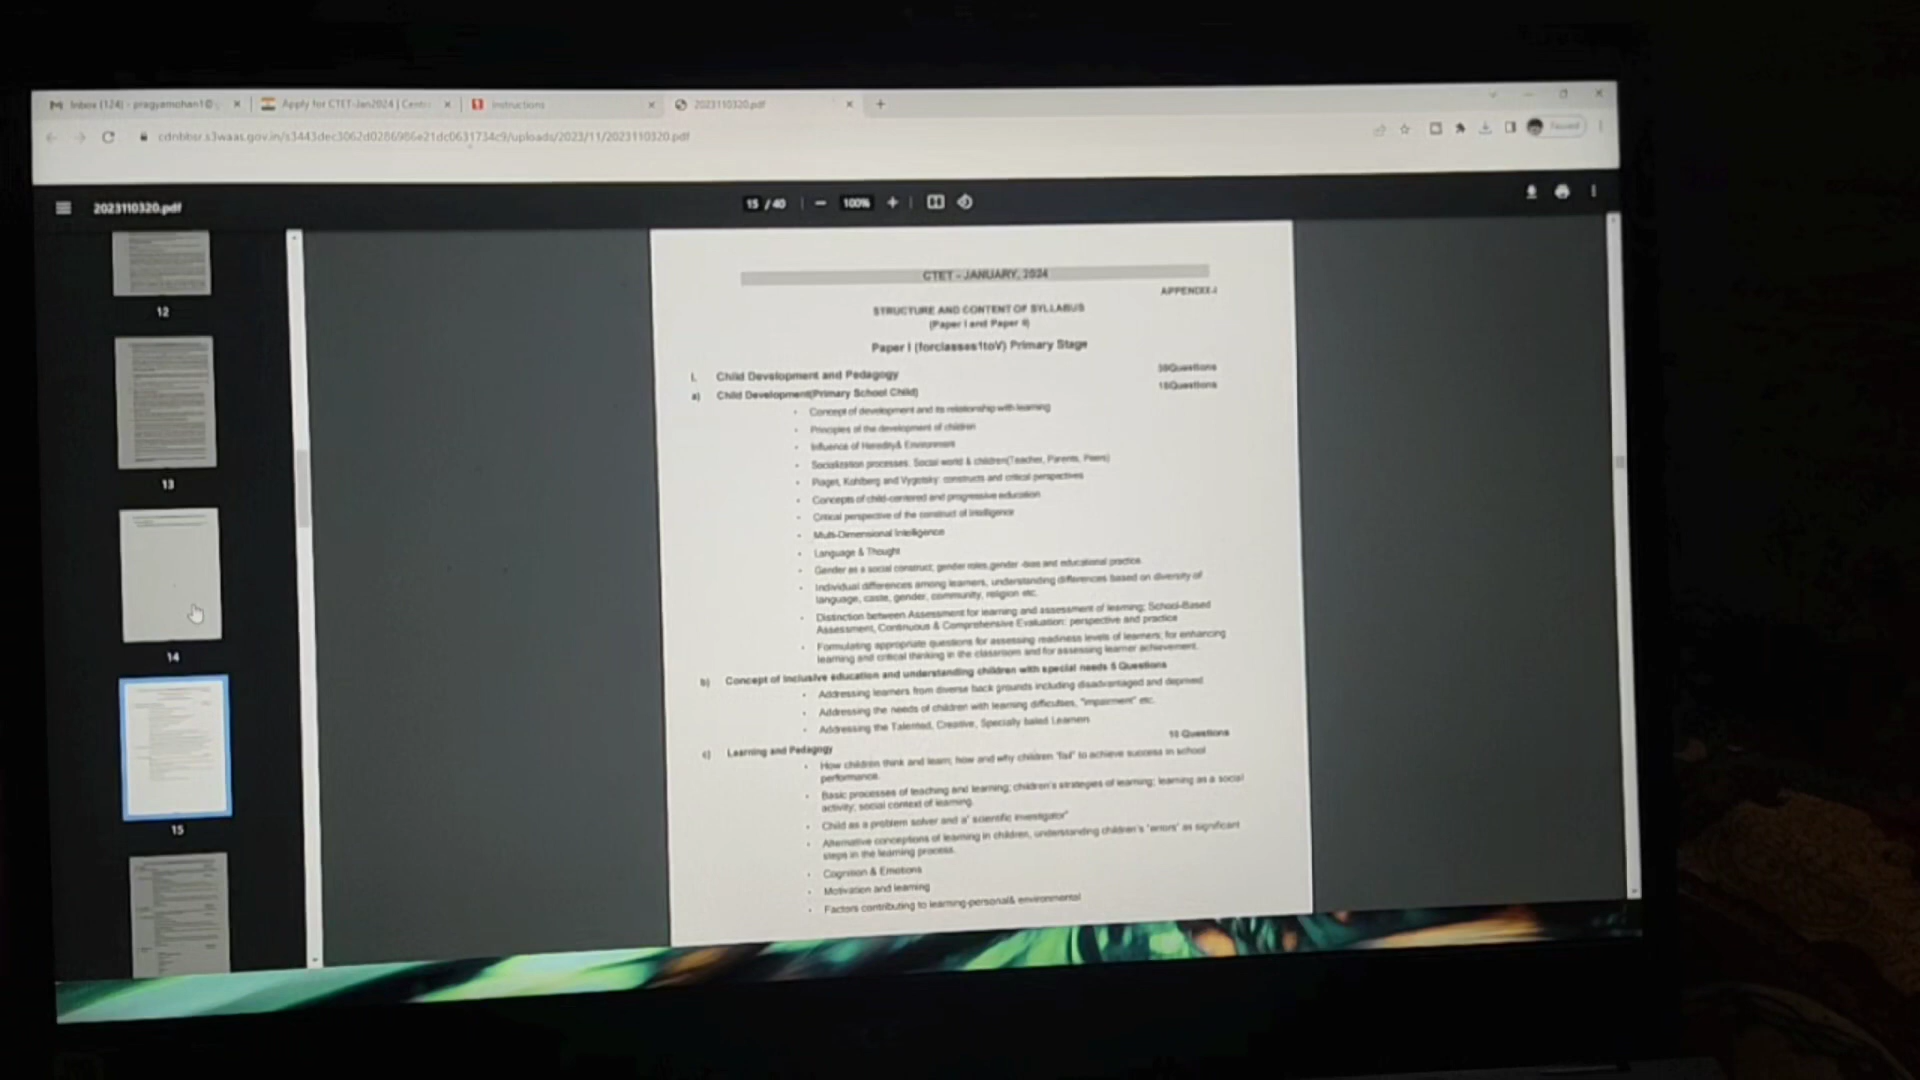 Inbox (124) - pragyamohan1@
Apply for CTET-Jan2024 | Centr
Instructions
2023110320.pdf
cdnbbsr.s3waas.gov.in/s3443dec3062d0286986e21dc0631734c9/uploads/2023/11/2023110320.pdf
Paused
2023110320.pdf
15 / 40
100%
12
13
14
15
CTET - JANUARY, 2024
APPENDIX-I
STRUCTURE AND CONTENT OF SYLLABUS
(Paper I and Paper II)
Paper I (forclasses1toV) Primary Stage
I. Child Development and Pedagogy 30Questions
a) Child Development(Primary School Child) 15Questions
• Concept of development and its relationship with learning
• Principles of the development of children
• Influence of Heredity& Environment
• Socialization processes: Social world & children(Teacher, Parents, Peers)
• Piaget, Kohlberg and Vygotsky: constructs and critical perspectives
• Concepts of child-centered and progressive education
• Critical perspective of the construct of Intelligence
• Multi-Dimensional Intelligence
• Language & Thought
• Gender as a social construct; gender roles,gender -bias and educational practice
• Individual differences among learners, understanding differences based on diversity of
language, caste, gender, community, religion etc.
• Distinction between Assessment for learning and assessment of learning; School-Based
Assessment, Continuous & Comprehensive Evaluation: perspective and practice
• Formulating appropriate questions for assessing readiness levels of learners; for enhancing
learning and critical thinking in the classroom and for assessing learner achievement.
b) Concept of Inclusive education and understanding children with special needs 5 Questions
• Addressing learners from diverse back grounds including disadvantaged and deprived
• Addressing the needs of children with learning difficulties, "impairment" etc.
• Addressing the Talented, Creative, Specially Learners
c) Learning and Pedagogy 10 Questions
• How children think and learn; how and why children 'fail' to achieve success in school
performance.
• Basic processes of teaching and learning; children's strategies of learning; learning as a social
activity; social context of learning.
• Child as a problem solver and a' scientific investigator"
• Alternative conceptions of learning in children, understanding children's 'errors' as significant
steps in the learning process.
• Cognition & Emotions
• Motivation and learning
• Factors contributing to learning-personal& environmental